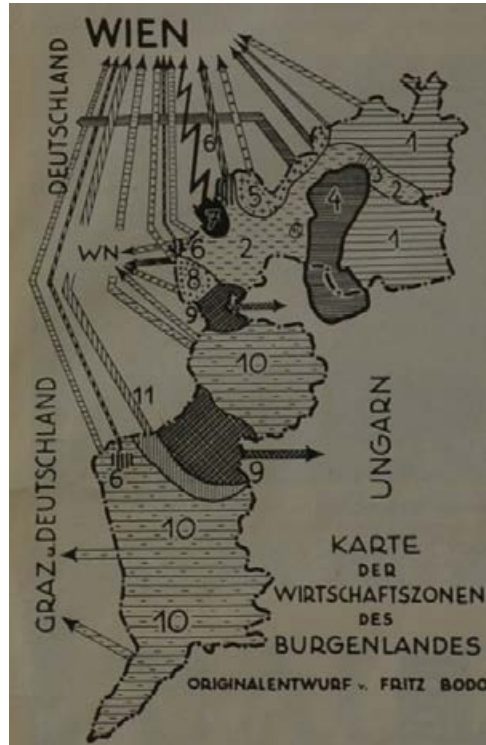 WIEN
DEUTSCHLAND
6
1
5
3
2
7
4
6
2
6
1
WN
8
9
10
11
9
6
UNGARN
GRAZ u. DEUTSCHLAND
10
10
KARTE
DER
WIRTSCHAFTSZONEN
DES
BURGENLANDES
ORIGINALENTWURF v. FRITZ BODO